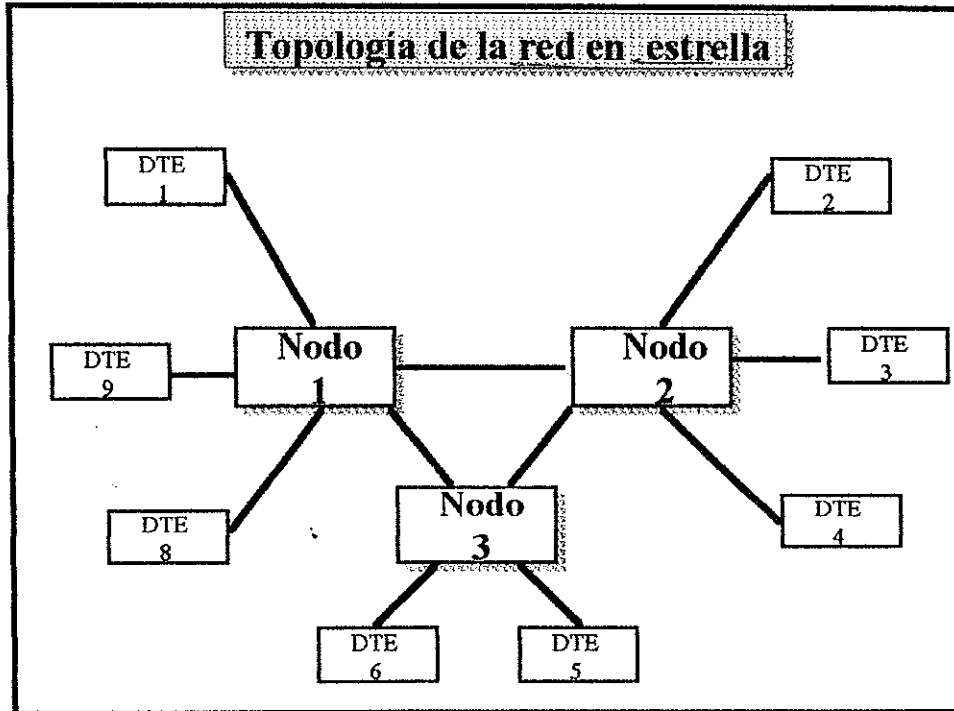 Topología de la red en estrella
DTE
1
DTE
2
Nodo
1
Nodo
2
DTE
9
DTE
3
Nodo
3
DTE
8
DTE
4
DTE
6
DTE
5